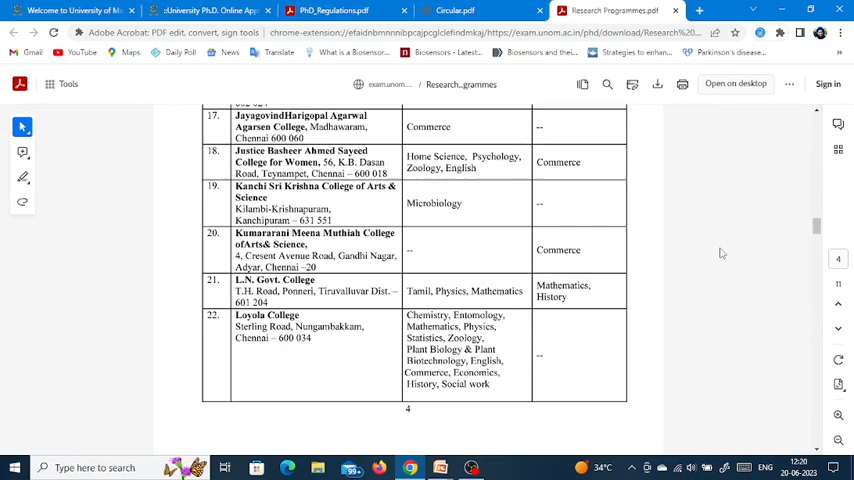 Welcome to University of Ma
::University Ph.D. Online App
PhD_Regulations.pdf
Circular.pdf
Research Programmes.pdf
Adobe Acrobat: PDF edit, convert, sign tools | chrome-extension://efaidnbmnnnibpcajpcglclefindmkaj/https://exam.unom.ac.in/phd/download/Research%20...
Gmail
YouTube
Maps
Daily Poll
Translate
What is a Biosensor...
Biosensors - Latest...
Biosensors and their...
Strategies to enhan...
Parkinson's disease...
Tools
exam.unom.ac.in
Research...grammes
Open on desktop
Sign in
602 024
17.
JayagovindHarigopal Agarwal
Agarsen College, Madhawaram,
Chennai 600 060
Commerce
--
18.
Justice Basheer Ahmed Sayeed
College for Women, 56, K.B. Dasan
Road, Teynampet, Chennai – 600 018
Home Science, Psychology,
Zoology, English
Commerce
19.
Kanchi Sri Krishna College of Arts &
Science
Kilambi-Krishnapuram,
Kanchipuram – 631 551
Microbiology
--
20.
Kumararani Meena Muthiah College
ofArts& Science,
4, Cresent Avenue Road, Gandhi Nagar,
Adyar, Chennai –20
--
Commerce
21.
L.N. Govt. College
T.H. Road, Ponneri, Tiruvalluvar Dist. –
601 204
Tamil, Physics, Mathematics
Mathematics,
History
22.
Loyola College
Sterling Road, Nungambakkam,
Chennai – 600 034
Chemistry, Entomology,
Mathematics, Physics,
Statistics, Zoology,
Plant Biology & Plant
Biotechnology, English,
Commerce, Economics,
History, Social work
--
4
4
11
Type here to search
99+
34°C
ENG
12:20
20-06-2023